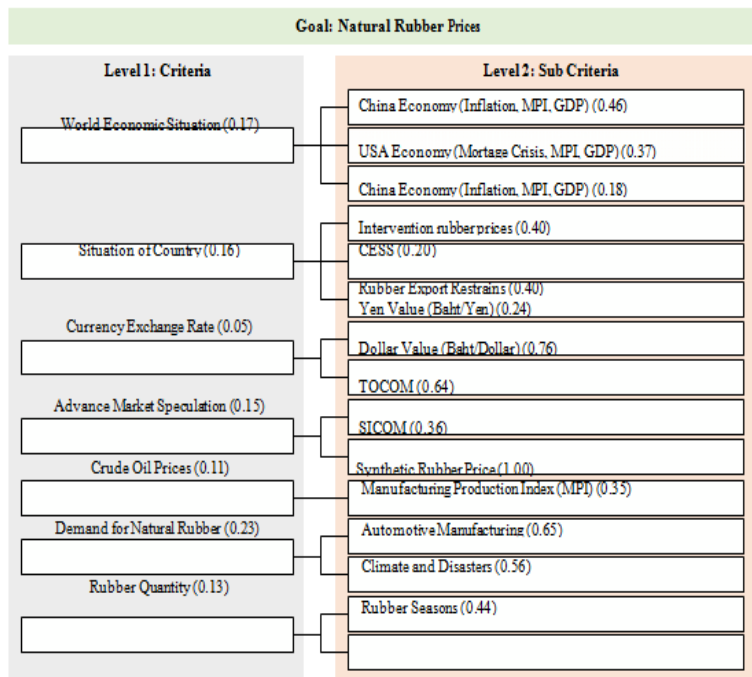 Goal: Natural Rubber Prices
Level 1: Criteria
Level 2: Sub Criteria
World Economic Situation (0.17)
China Economy (Inflation, MPI, GDP) (0.46)
USA Economy (Mortage Crisis, MPI, GDP) (0.37)
China Economy (Inflation, MPI, GDP) (0.18)
Situation of Country (0.16)
Intervention rubber prices (0.40)
CESS (0.20)
Rubber Export Restrains (0.40)
Currency Exchange Rate (0.05)
Yen Value (Baht/Yen) (0.24)
Dollar Value (Baht/Dollar) (0.76)
Advance Market Speculation (0.15)
TOCOM (0.64)
SICOM (0.36)
Crude Oil Prices (0.11)
Synthetic Rubber Price (1.00)
Demand for Natural Rubber (0.23)
Manufacturing Production Index (MPI) (0.35)
Automotive Manufacturing (0.65)
Rubber Quantity (0.13)
Climate and Disasters (0.56)
Rubber Seasons (0.44)